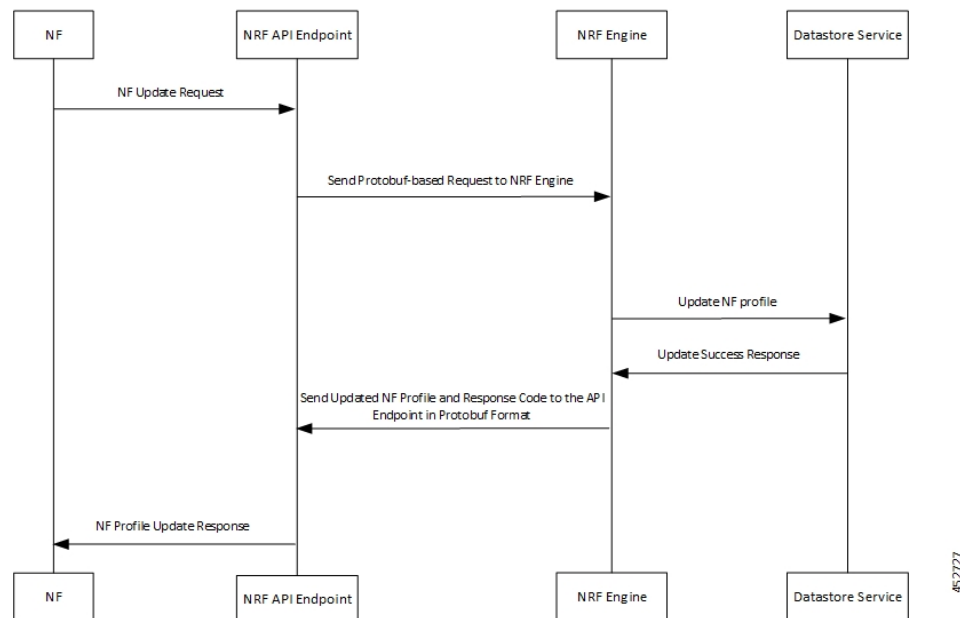 NF
NRF API Endpoint
NRF Engine
Datastore Service
NF Update Request
Send Protobuf-based Request to NRF Engine
Update NF profile
Update Success Response
Send Updated NF Profile and Response Code to the API
Endpoint in Protobuf Format
NF Profile Update Response
NF
NRF API Endpoint
NRF Engine
Datastore Service
452727